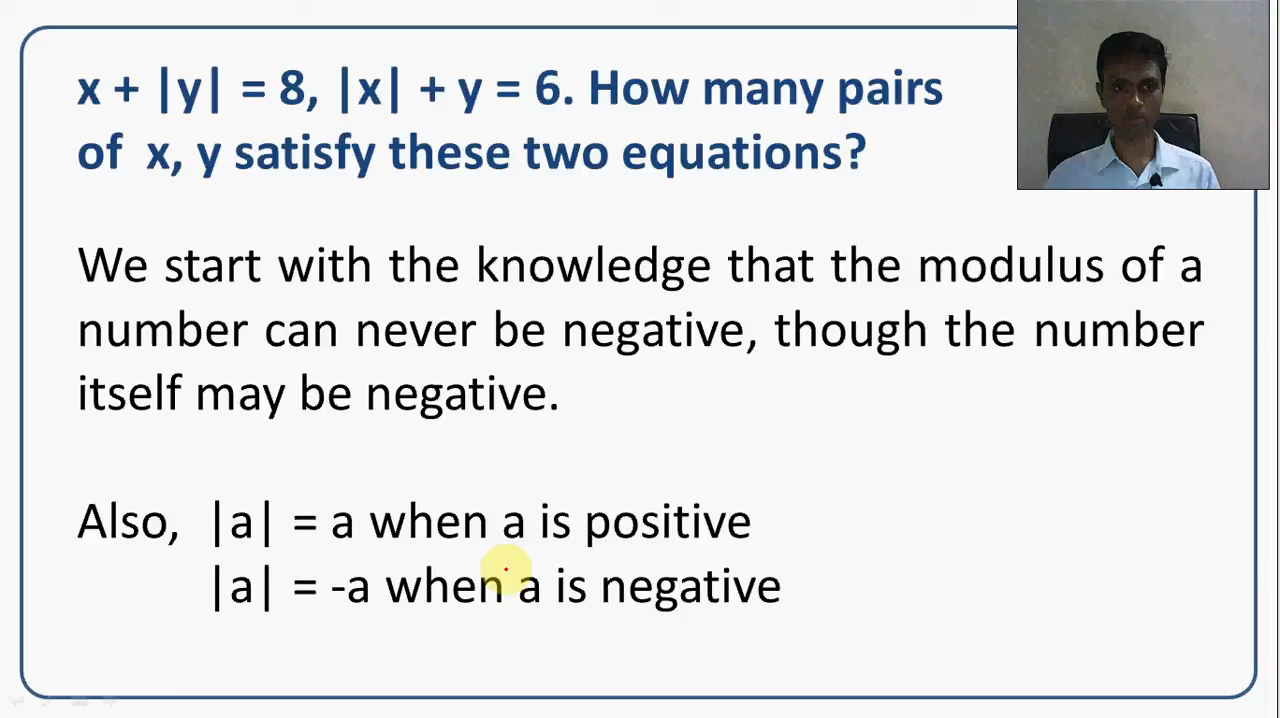 x + |y| = 8, |x| + y = 6. How many pairs
of x, y satisfy these two equations?
We start with the knowledge that the modulus of a
number can never be negative, though the number
itself may be negative.
Also, |a| = a when a is positive
|a| = -a when a is negative